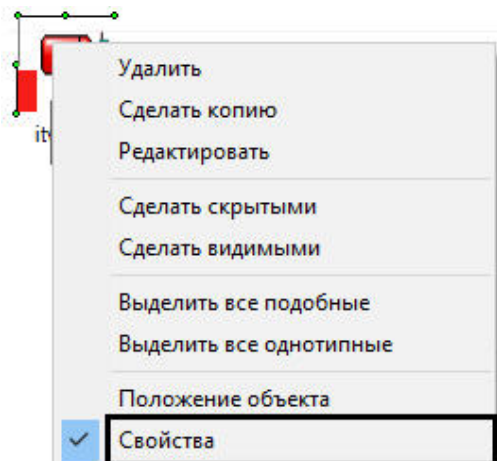 Удалить
Сделать копию
Редактировать
Сделать скрытыми
Сделать видимыми
Выделить все подобные
Выделить все однотипные
Положение объекта
Свойства